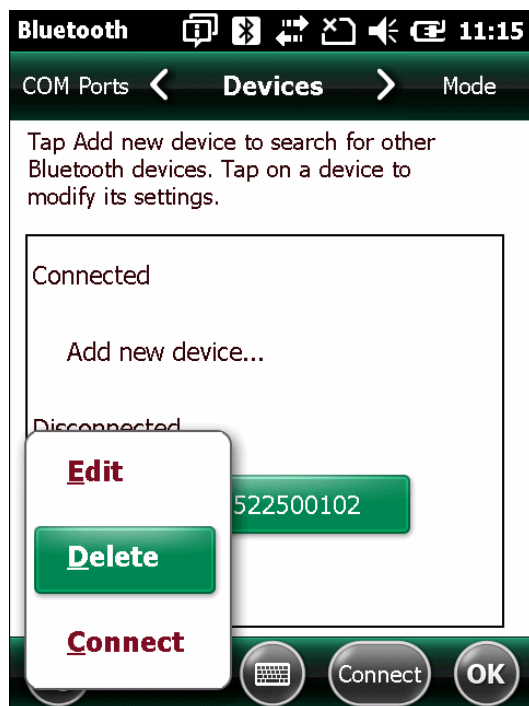 Bluetooth 11:15
COM Ports Devices Mode
Tap Add new device to search for other
Bluetooth devices. Tap on a device to
modify its settings.
Connected
Add new device...
Disconnected
522500102
Edit
Delete
Connect
Connect OK